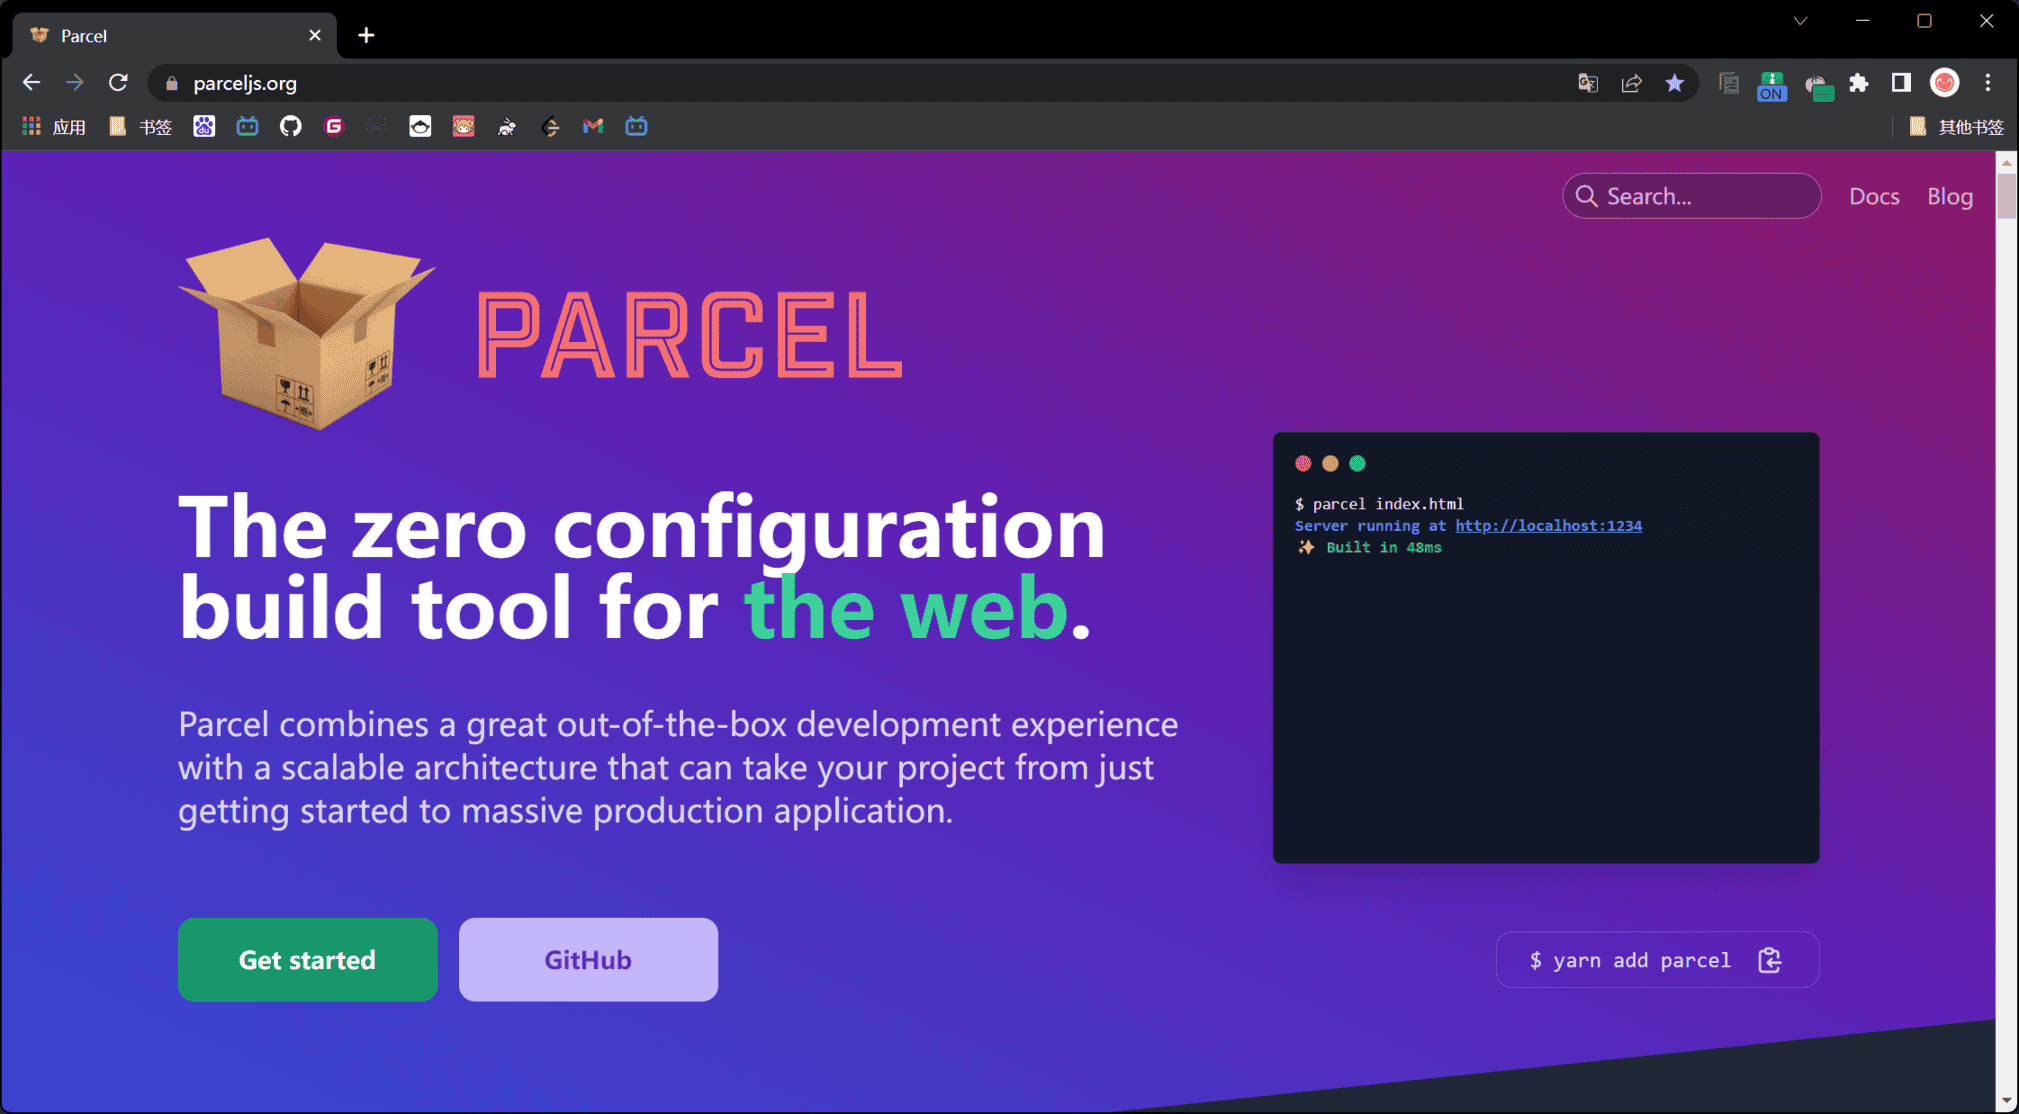 Parcel
parceljs.org
ON
应用
书签
其他书签
Search...
Docs
Blog
PARCEL
The zero configuration
build tool for the web.
$ parcel index.html
Server running at http://localhost:1234
✨ Built in 48ms
Parcel combines a great out-of-the-box development experience
with a scalable architecture that can take your project from just
getting started to massive production application.
Get started
GitHub
$ yarn add parcel